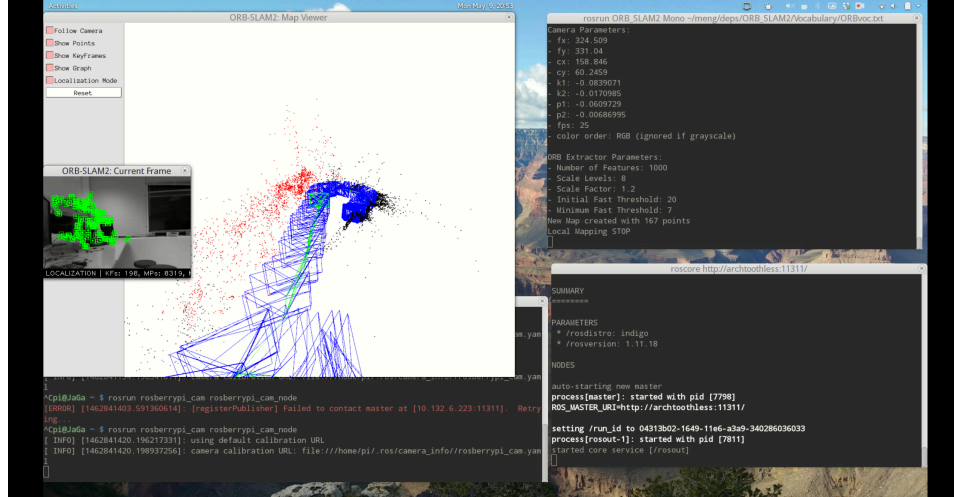 Activities
Mon May 9, 20:53
ORB-SLAM2: Map Viewer
Follow Camera
Show Points
Show KeyFrames
Show Graph
Localization Mode
Reset
ORB-SLAM2: Current Frame
LOCALIZATION | KFs: 198, MPs: 8319,
rosrun ORB_SLAM2 Mono ~/meng/deps/ORB_SLAM2/Vocabulary/ORBvoc.txt
Camera Parameters:
- fx: 324.509
- fy: 331.04
- cx: 158.846
- cy: 60.2459
- k1: -0.0839071
- k2: -0.0170985
- p1: -0.0609729
- p2: -0.00686995
- fps: 25
- color order: RGB (ignored if grayscale)
ORB Extractor Parameters:
- Number of Features: 1000
- Scale Levels: 8
- Scale Factor: 1.2
- Initial Fast Threshold: 20
- Minimum Fast Threshold: 7
New Map created with 167 points
Local Mapping STOP
roscore http://archtoothless:11311/
SUMMARY
========
PARAMETERS
* /rosdistro: indigo
* /rosversion: 1.11.18
NODES
auto-starting new master
process[master]: started with pid [7798]
ROS_MASTER_URI=http://archtoothless:11311/
setting /run_id to 04313b02-1649-11e6-a3a9-340286036033
process[rosout-1]: started with pid [7811]
started core service [/rosout]
am.yam
l
^Cpi@JaGa ~ $ rosrun rosberrypi_cam rosberrypi_cam_node
[ERROR] [1462841403.591360614]: [registerPublisher] Failed to contact master at [10.132.6.223:11311].  Retry
ing...
^Cpi@JaGa ~ $ rosrun rosberrypi_cam rosberrypi_cam_node
[ INFO] [1462841420.196217331]: using default calibration URL
[ INFO] [1462841420.198937256]: camera calibration URL: file:///home/pi/.ros/camera_info//rosberrypi_cam.yam
l